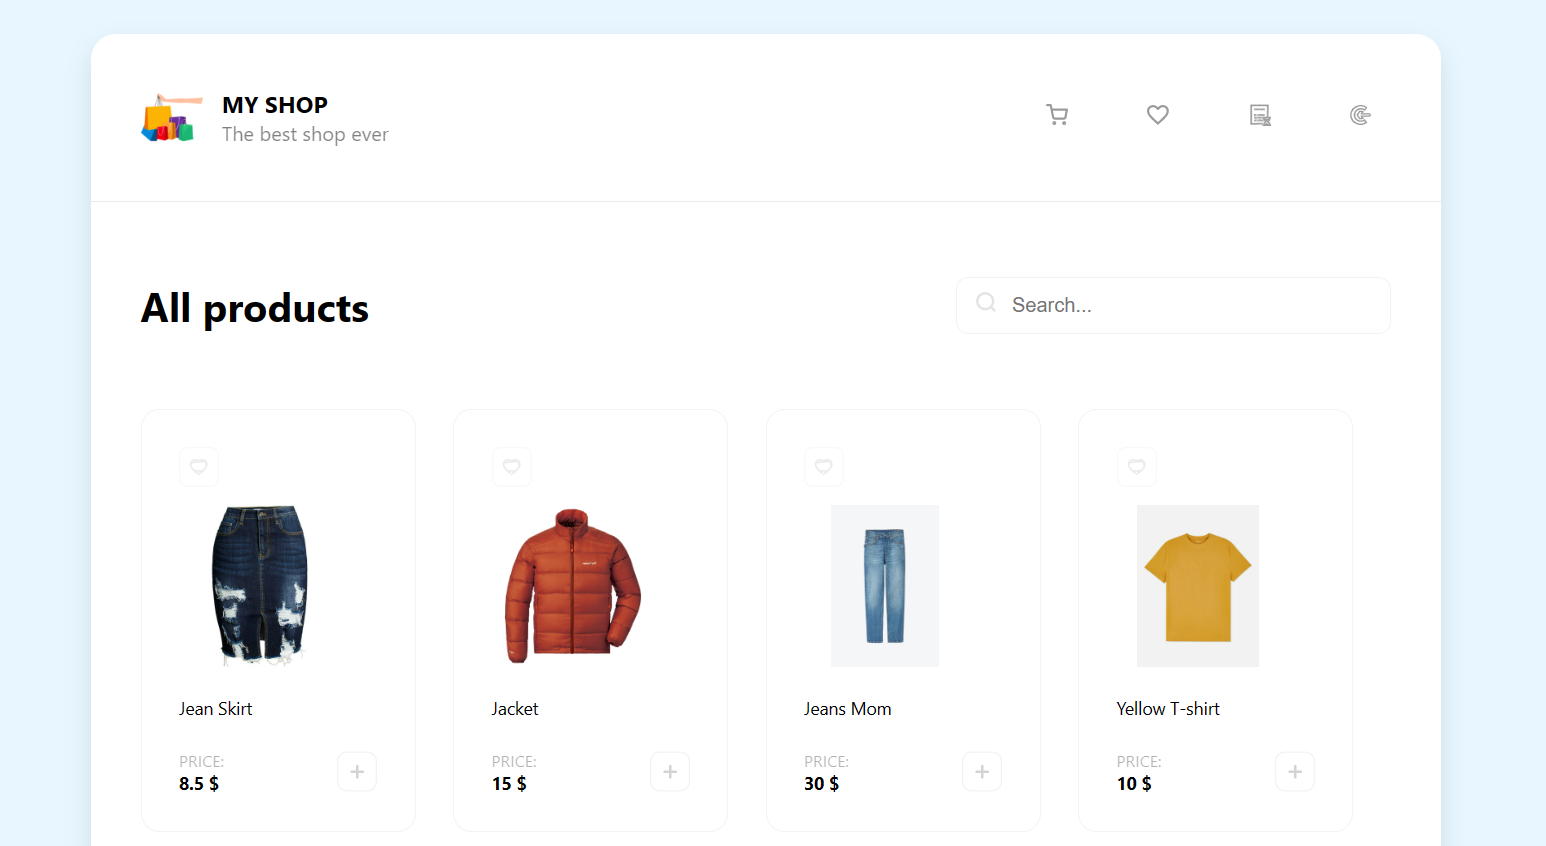 MY SHOP
The best shop ever
All products
Search...
Jean Skirt
PRICE:
8.5 $
Jacket
PRICE:
15 $
Jeans Mom
PRICE:
30 $
Yellow T-shirt
PRICE:
10 $